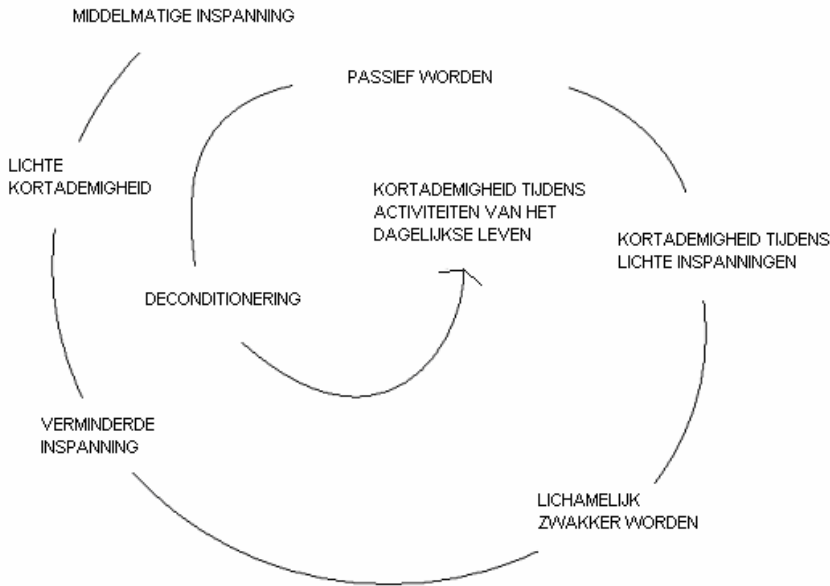 MIDDELMATIGE INSPANNING
PASSIEF WORDEN
LICHTE
KORTADEMIGHEID
KORTADEMIGHEID TIJDENS
ACTIVITEITEN VAN HET
DAGELIJKSE LEVEN
KORTADEMIGHEID TIJDENS
LICHTE INSPANNINGEN
DECONDITIONERING
VERMINDERDE
INSPANNING
LICHAMELIJK
ZWAKKER WORDEN